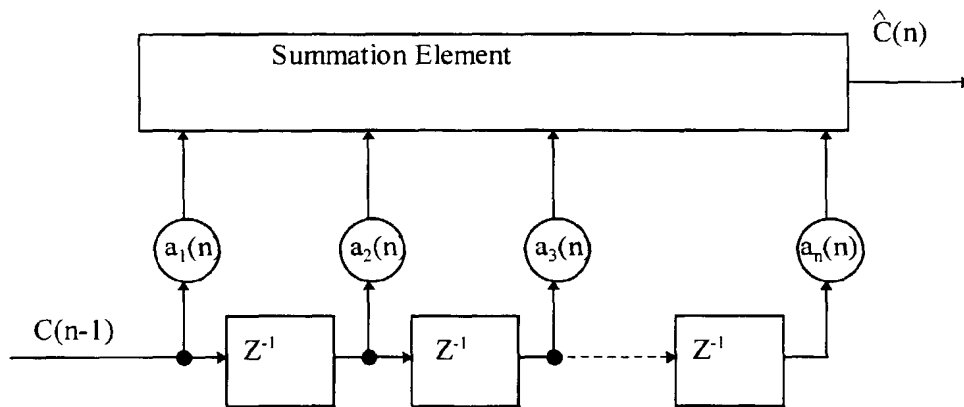 Ĉ(n)
Summation Element
a₁(n)
a₂(n)
a₃(n)
aₙ(n)
C(n-1)
Z⁻¹
Z⁻¹
Z⁻¹